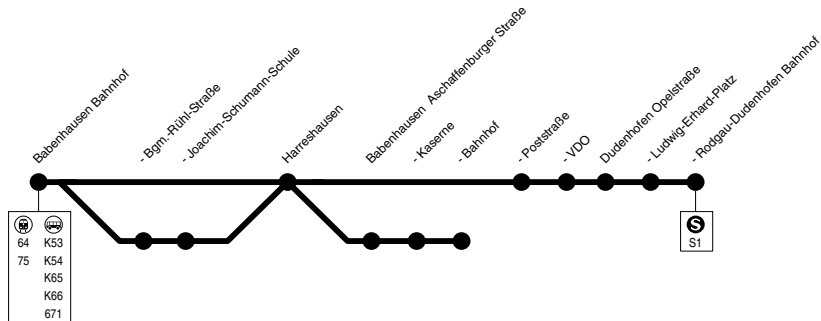 Babenhausen Bahnhof
- Bgm.-Rühl-Straße
- Joachim-Schumann-Schule
Harreshausen
Babenhausen Aschaffenburger Straße
- Kaserne
- Bahnhof
- Poststraße
- VDO
Dudenhofen Opelstraße
- Ludwig-Erhard-Platz
- Rodgau-Dudenhofen Bahnhof
64 K53
75 K54
K65
K66
671
S
S1